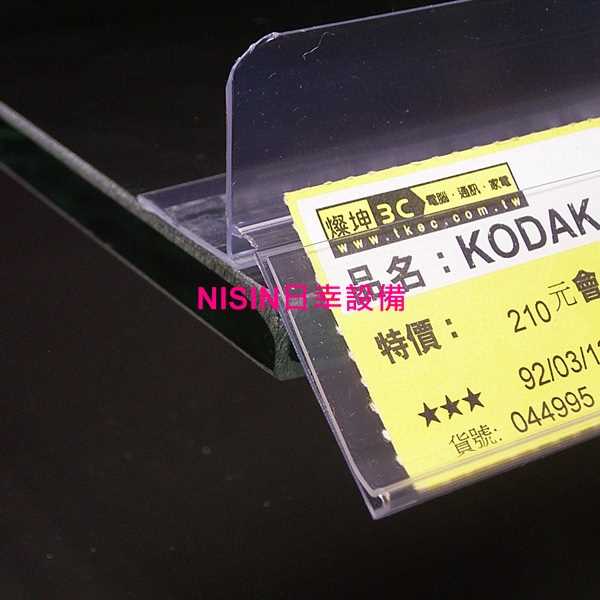 燦坤3C 電腦·通訊·家電
www.tkec.com.tw
品名：KODAK
NISIN日幸設備
特價： 210元會
★★★ 92/03/1
貨號: 044995